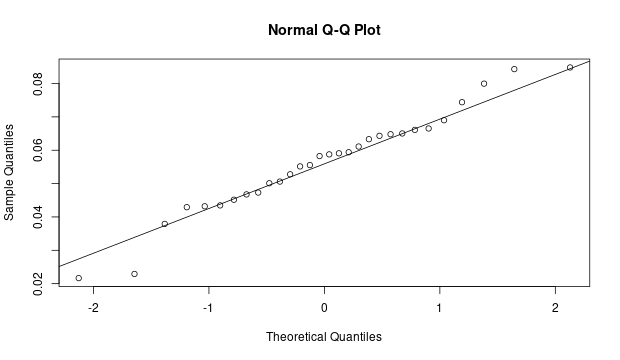 Normal Q-Q Plot
Sample Quantiles
0.08
0.06
0.04
0.02
-2 -1 0 1 2
Theoretical Quantiles